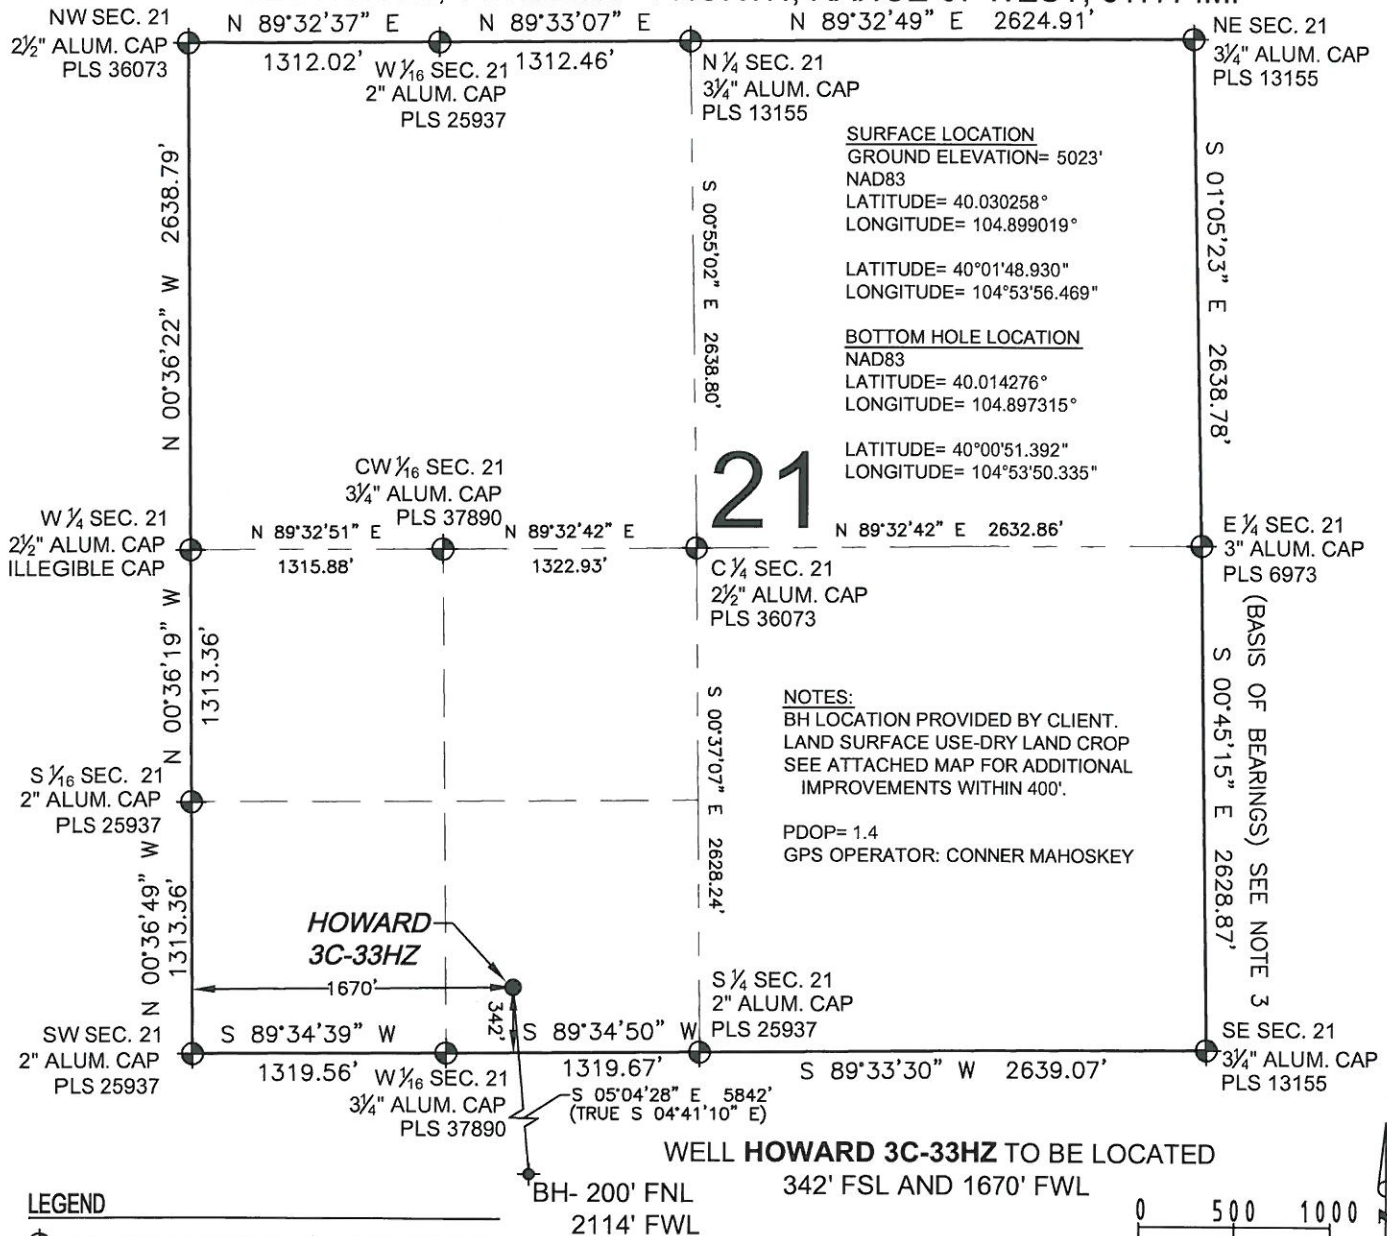 RANGE 67 WEST, 6TH P.M.
NW SEC. 21
2½" ALUM. CAP
PLS 36073
N 89°32'37" E
1312.02'
W 1⁄16 SEC. 21
2" ALUM. CAP
PLS 25937
N 89°33'07" E
1312.46'
N ¼ SEC. 21
3¼" ALUM. CAP
PLS 13155
N 89°32'49" E 2624.91'
NE SEC. 21
3¼" ALUM. CAP
PLS 13155
SURFACE LOCATION
GROUND ELEVATION= 5023'
NAD83
LATITUDE= 40.030258°
LONGITUDE= 104.899019°
LATITUDE= 40°01'48.930"
LONGITUDE= 104°53'56.469"
BOTTOM HOLE LOCATION
NAD83
LATITUDE= 40.014276°
LONGITUDE= 104.897315°
LATITUDE= 40°00'51.392"
LONGITUDE= 104°53'50.335"
N 00°36'22" W 2638.79'
S 00°55'02" E 2638.80'
S 01°05'23" E 2638.78'
21
CW 1⁄16 SEC. 21
3¼" ALUM. CAP
PLS 37890
W ¼ SEC. 21
2½" ALUM. CAP
ILLEGIBLE CAP
N 89°32'51" E
1315.88'
N 89°32'42" E
1322.93'
N 89°32'42" E 2632.86'
C ¼ SEC. 21
2½" ALUM. CAP
PLS 36073
E ¼ SEC. 21
3" ALUM. CAP
PLS 6973
N 00°36'19" W
1313.36'
S 00°37'07" E 2628.24'
S 00°45'15" E 2628.87'
(BASIS OF BEARINGS) SEE NOTE 3
NOTES:
BH LOCATION PROVIDED BY CLIENT.
LAND SURFACE USE-DRY LAND CROP
SEE ATTACHED MAP FOR ADDITIONAL
IMPROVEMENTS WITHIN 400'.
PDOP= 1.4
GPS OPERATOR: CONNER MAHOSKEY
S 1⁄16 SEC. 21
2" ALUM. CAP
PLS 25937
N 00°36'49" W
1313.36'
HOWARD
3C-33HZ
1670'
342'
SW SEC. 21
2" ALUM. CAP
PLS 25937
S 89°34'39" W
1319.56'
W 1⁄16 SEC. 21
3¼" ALUM. CAP
PLS 37890
S 89°34'50" W
1319.67'
S ¼ SEC. 21
2" ALUM. CAP
PLS 25937
S 89°33'30" W 2639.07'
SE SEC. 21
3¼" ALUM. CAP
PLS 13155
S 05°04'28" E 5842'
(TRUE S 04°41'10" E)
WELL HOWARD 3C-33HZ TO BE LOCATED
342' FSL AND 1670' FWL
BH- 200' FNL
2114' FWL
LEGEND
0 500 1000